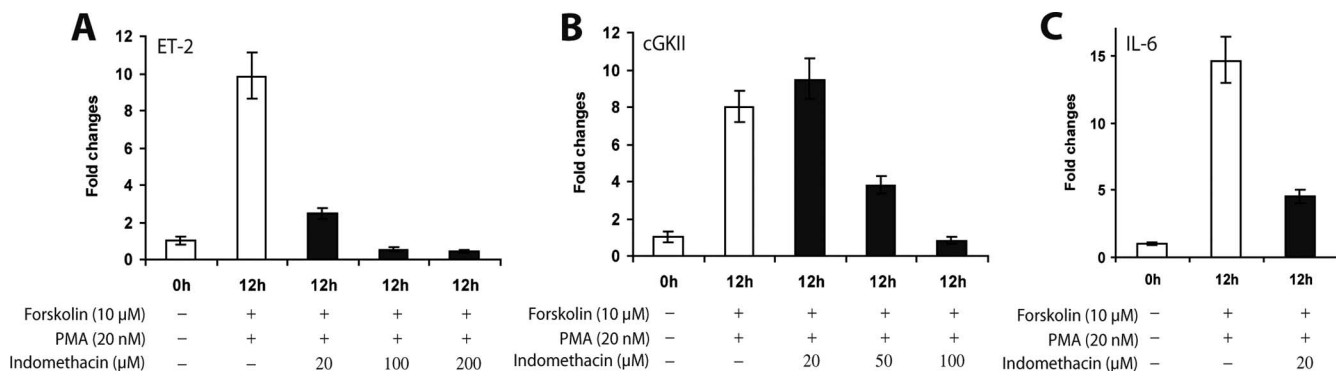 A
ET-2
Fold changes
12
10
8
6
4
2
0
0h 12h 12h 12h 12h
Forskolin (10 μM) – + + + +
PMA (20 nM) – + + + +
Indomethacin (μM) – – 20 100 200
B
cGKII
Fold changes
12
10
8
6
4
2
0
0h 12h 12h 12h 12h
Forskolin (10 μM) – + + + +
PMA (20 nM) – + + + +
Indomethacin (μM) – – 20 50 100
C
IL-6
Fold changes
15
10
5
0
0h 12h 12h
Forskolin (10 μM) – + +
PMA (20 nM) – + +
Indomethacin (μM) – – 20